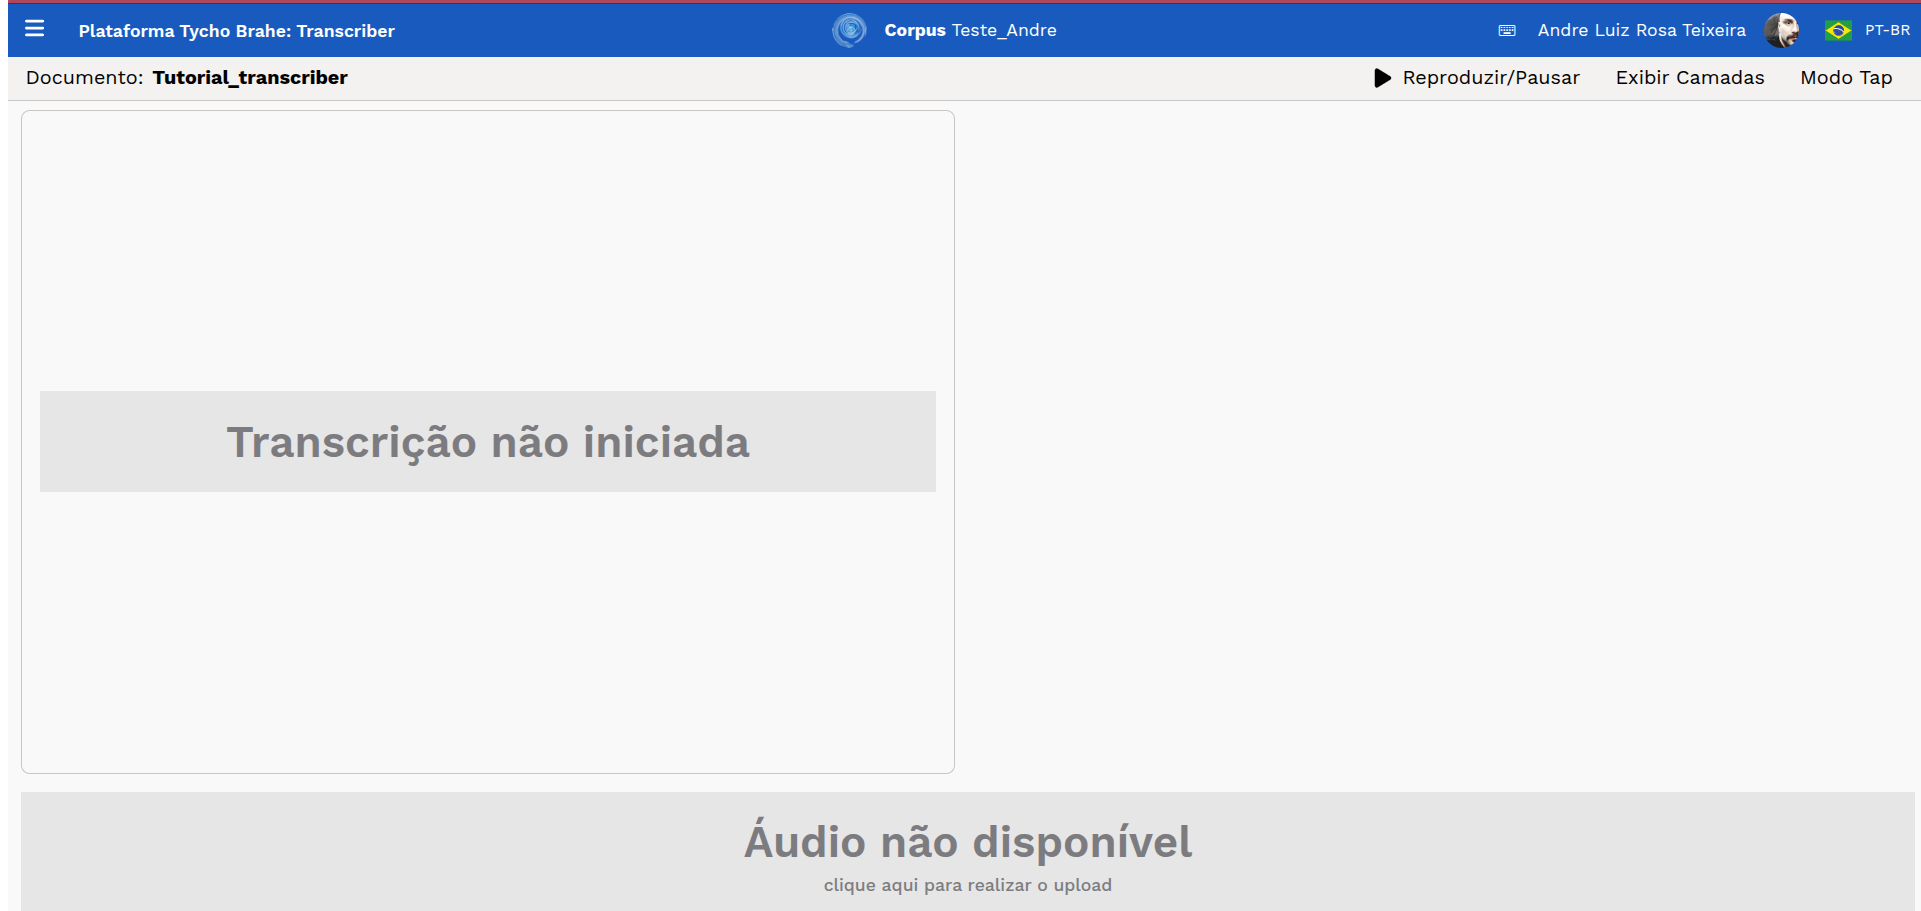 Plataforma Tycho Brahe: Transcriber
Corpus Teste_Andre
Andre Luiz Rosa Teixeira
PT-BR
Documento: Tutorial_transcriber
Reproduzir/Pausar
Exibir Camadas
Modo Tap
Transcrição não iniciada
Áudio não disponível
clique aqui para realizar o upload